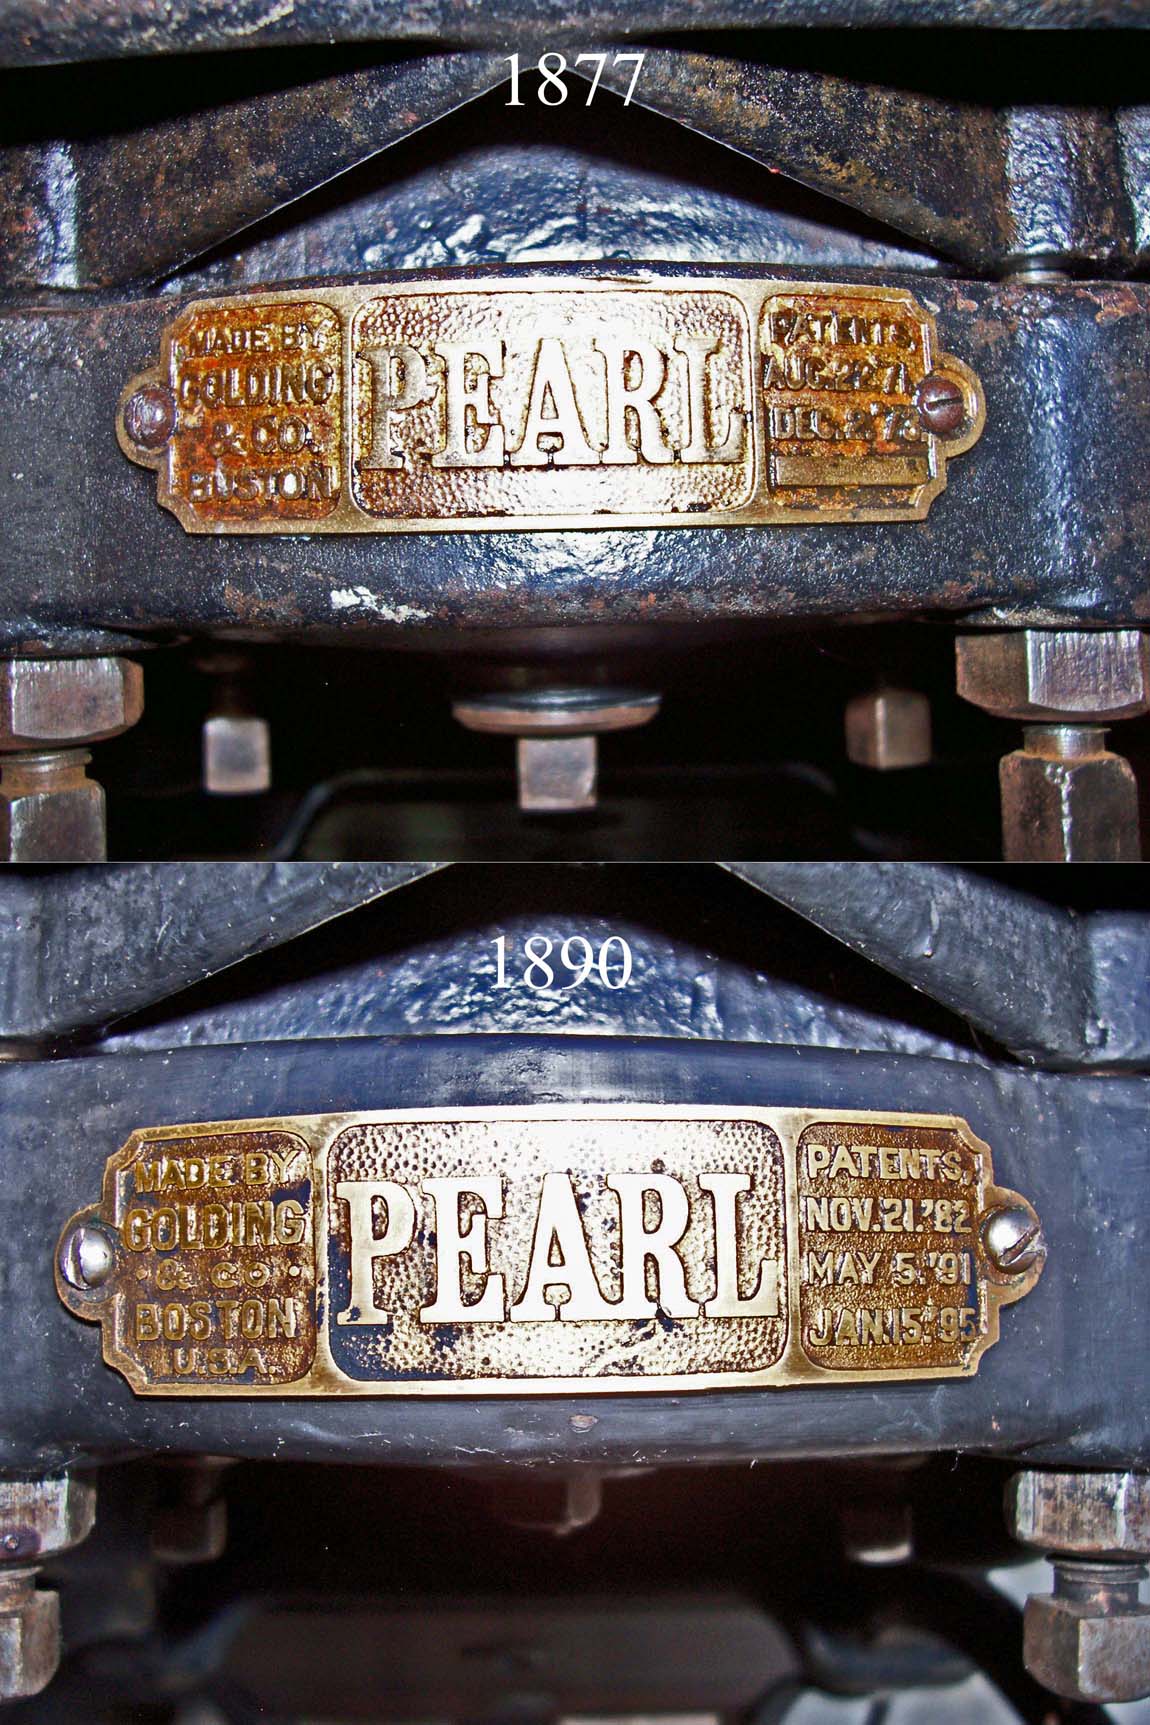 1877
MADE BY
GOLDING
& CO.
BOSTON
PEARL
PATENTS,
AUG. 22 '71,
DEC. 2 '73.
1890
MADE BY
GOLDING
· & CO ·
BOSTON
U.S.A.
PEARL
PATENTS,
NOV. 21. '82
MAY 5. '91
JAN. 15. '95